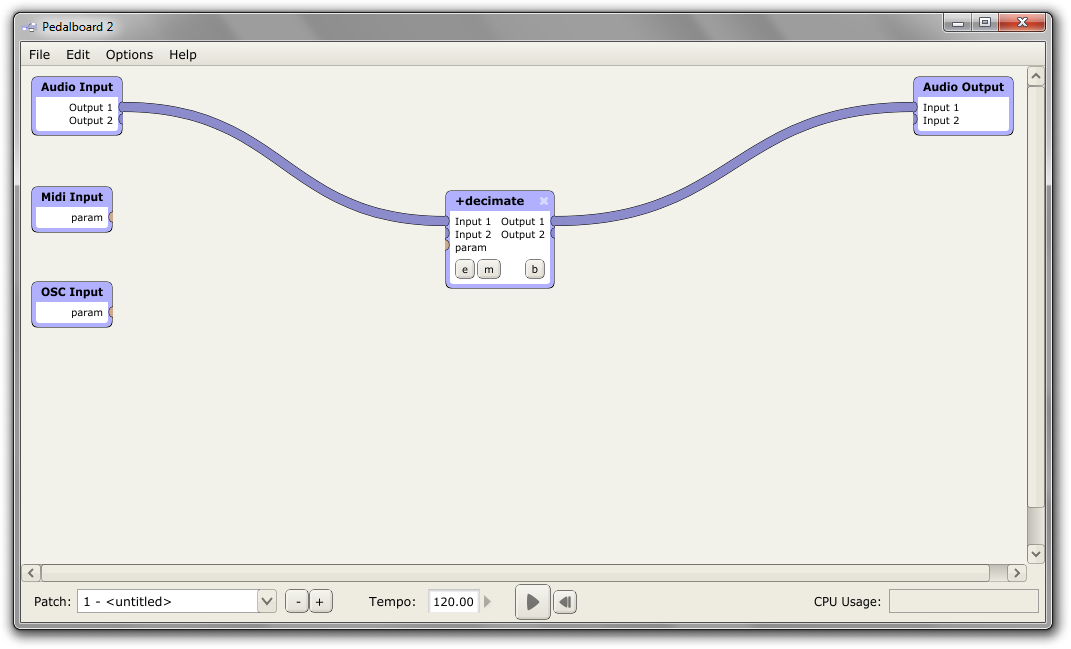 Pedalboard 2
File Edit Options Help
Audio Input
Output 1
Output 2
Audio Output
Input 1
Input 2
Midi Input
param
+decimate
Input 1 Output 1
Input 2 Output 2
param
e m b
OSC Input
param
Patch: 1 - <untitled> - + Tempo: 120.00 CPU Usage: